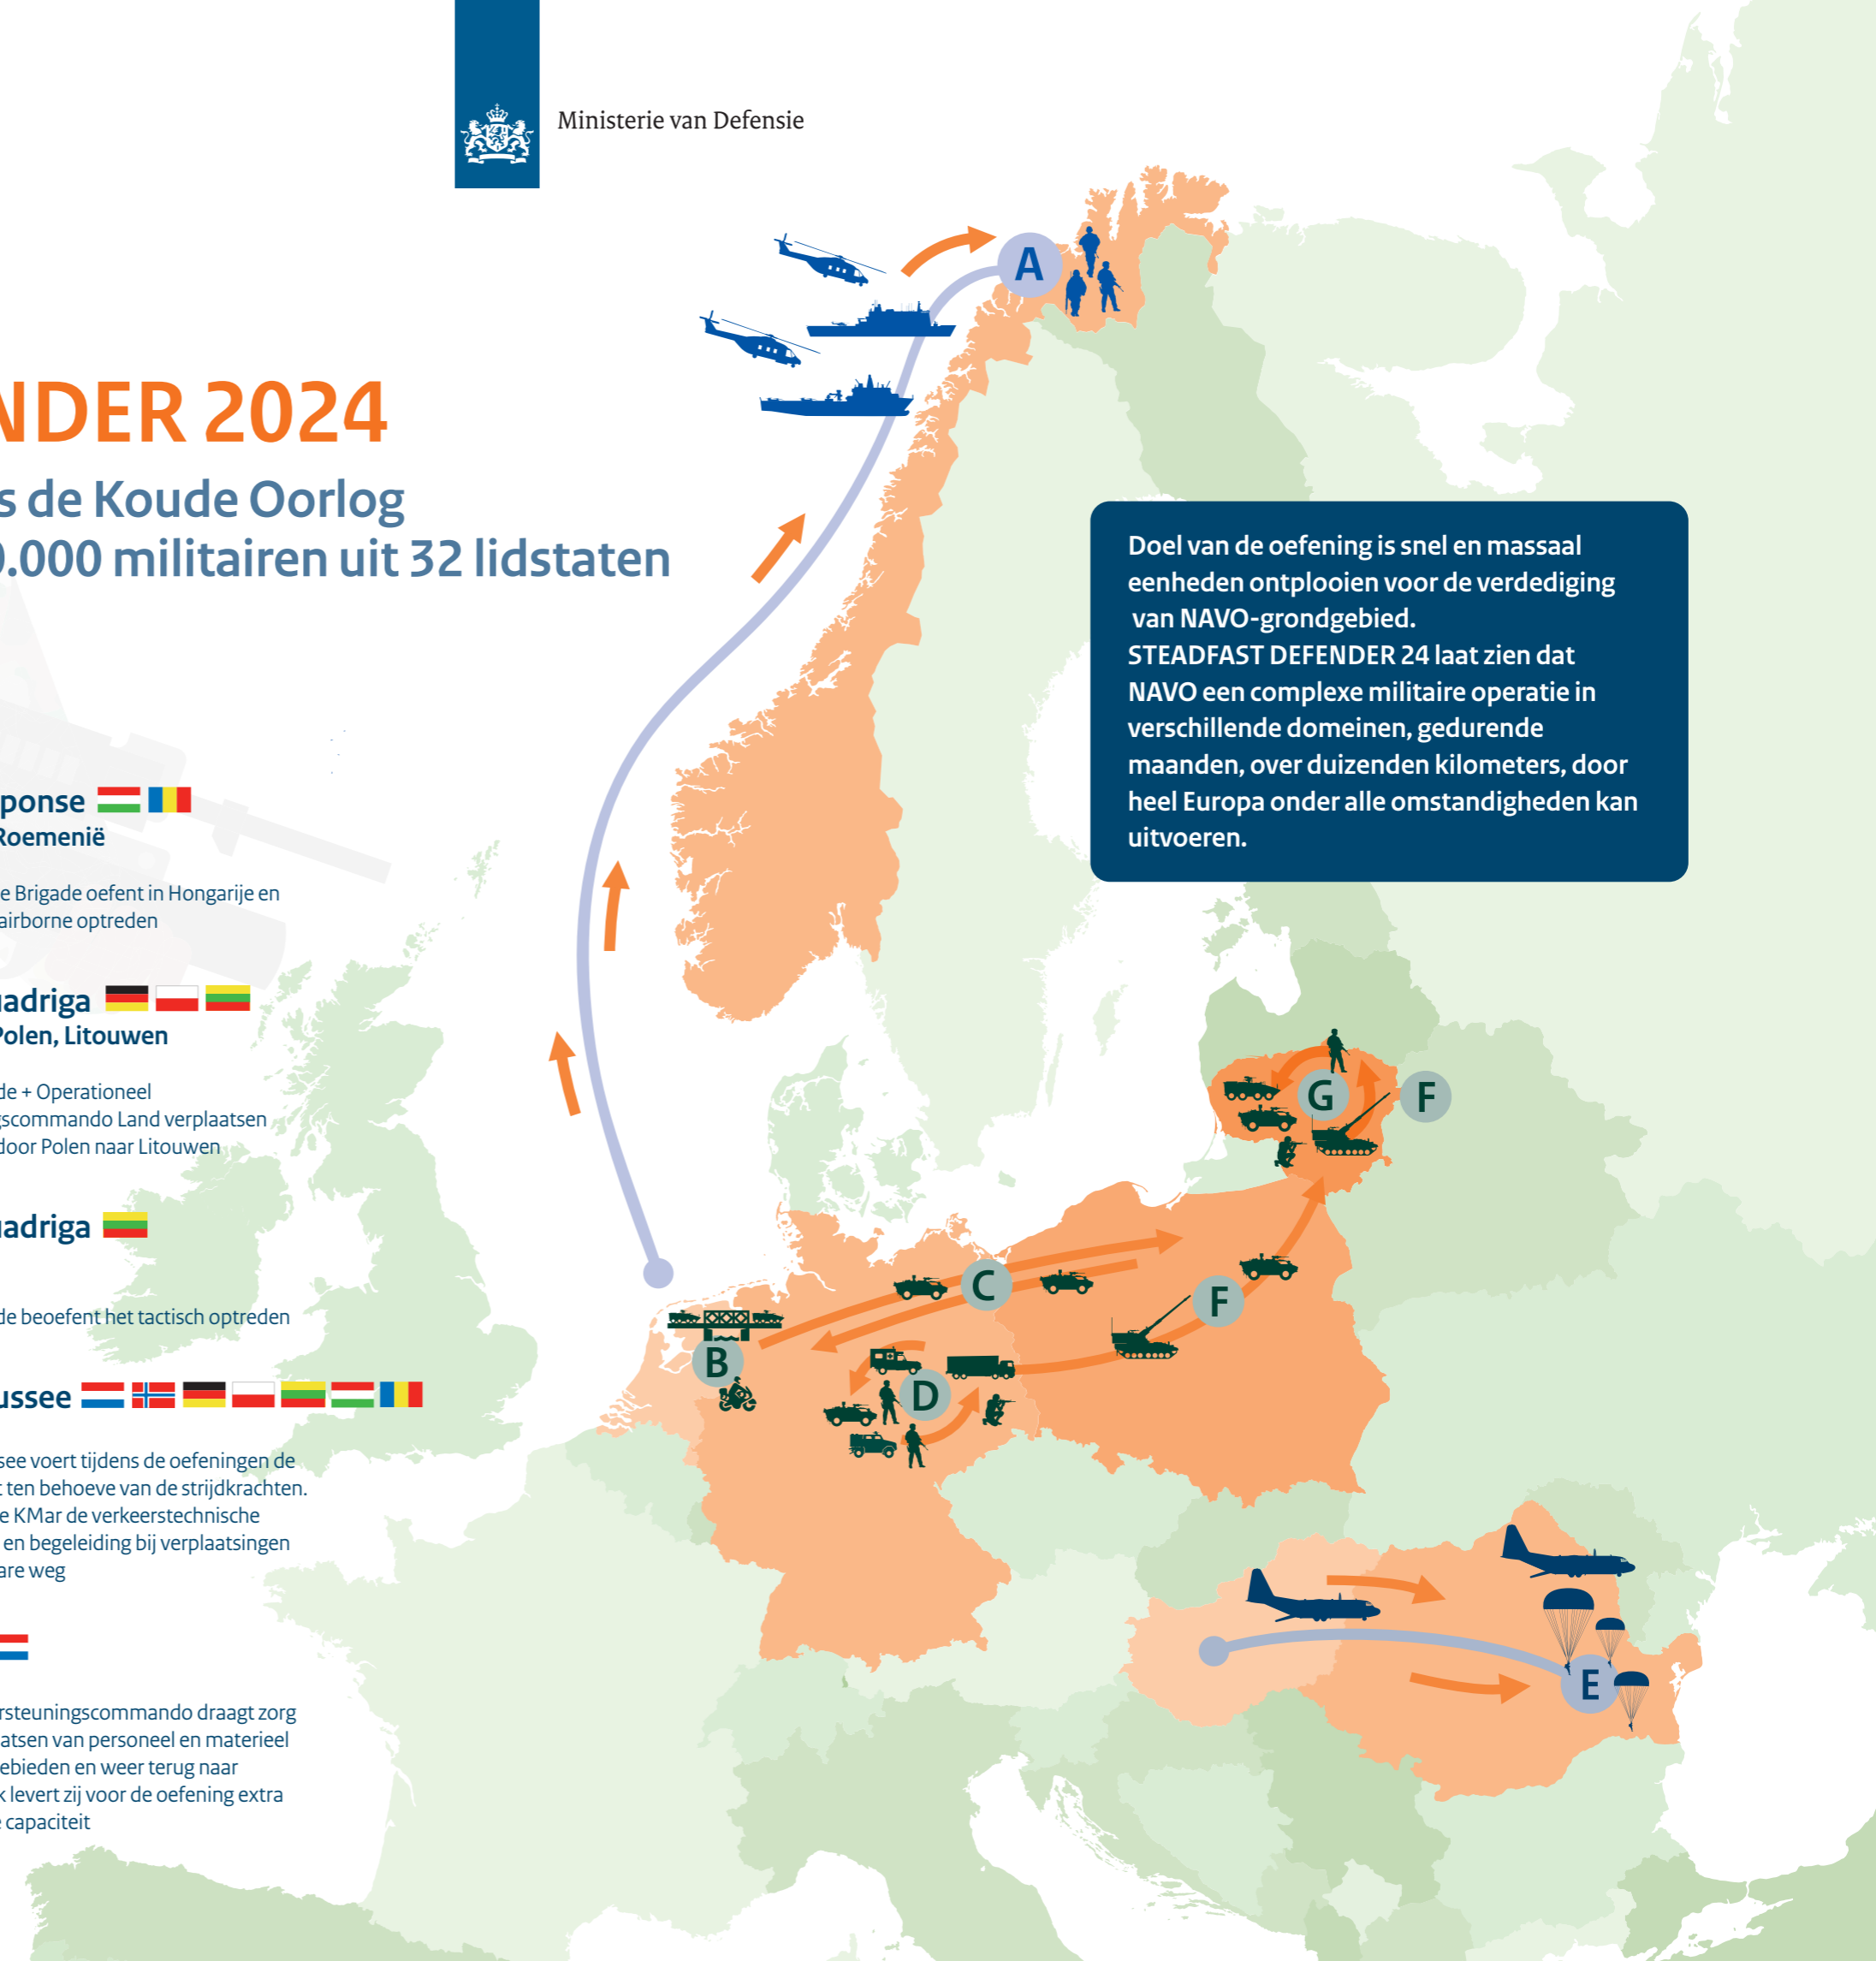 Ministerie van Defensie
NDER 2024
s de Koude Oorlog
0.000 militairen uit 32 lidstaten
Doel van de oefening is snel en massaal
eenheden ontplooien voor de verdediging
van NAVO-grondgebied.
STEADFAST DEFENDER 24 laat zien dat
NAVO een complexe militaire operatie in
verschillende domeinen, gedurende
maanden, over duizenden kilometers, door
heel Europa onder alle omstandigheden kan
uitvoeren.
ponse
Roemenië
e Brigade oefent in Hongarije en
airborne optreden
uadriga
Polen, Litouwen
de + Operationeel
gscommando Land verplaatsen
door Polen naar Litouwen
adriga
de beoefent het tactisch optreden
ussee
see voert tijdens de oefeningen de
t ten behoeve van de strijdkrachten.
e KMar de verkeerstechnische
en begeleiding bij verplaatsingen
are weg
rsteuningscommando draagt zorg
aatsen van personeel en materieel
gebieden en weer terug naar
k levert zij voor de oefening extra
e capaciteit
A
G
F
C
F
B
D
E